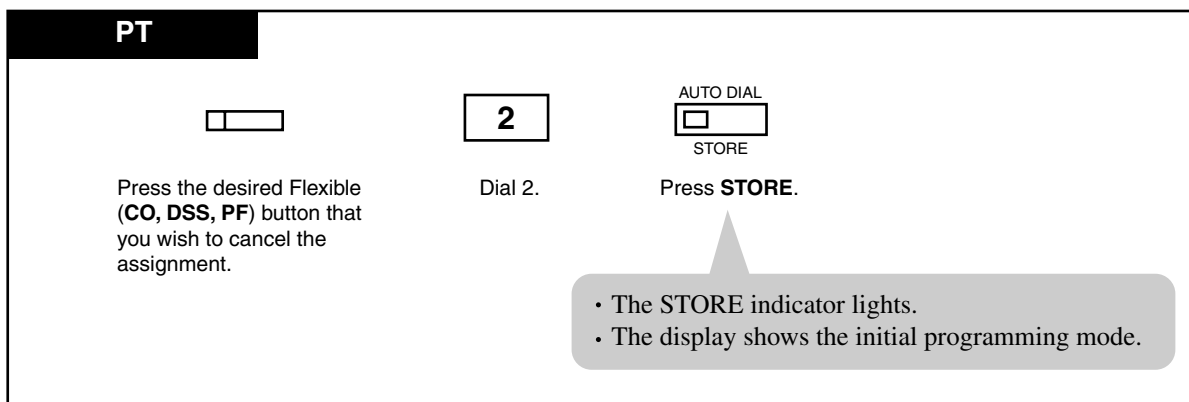 PT
2
AUTO DIAL
STORE
Press the desired Flexible
(CO, DSS, PF) button that
you wish to cancel the
assignment.
Dial 2.
Press STORE.
• The STORE indicator lights.
• The display shows the initial programming mode.